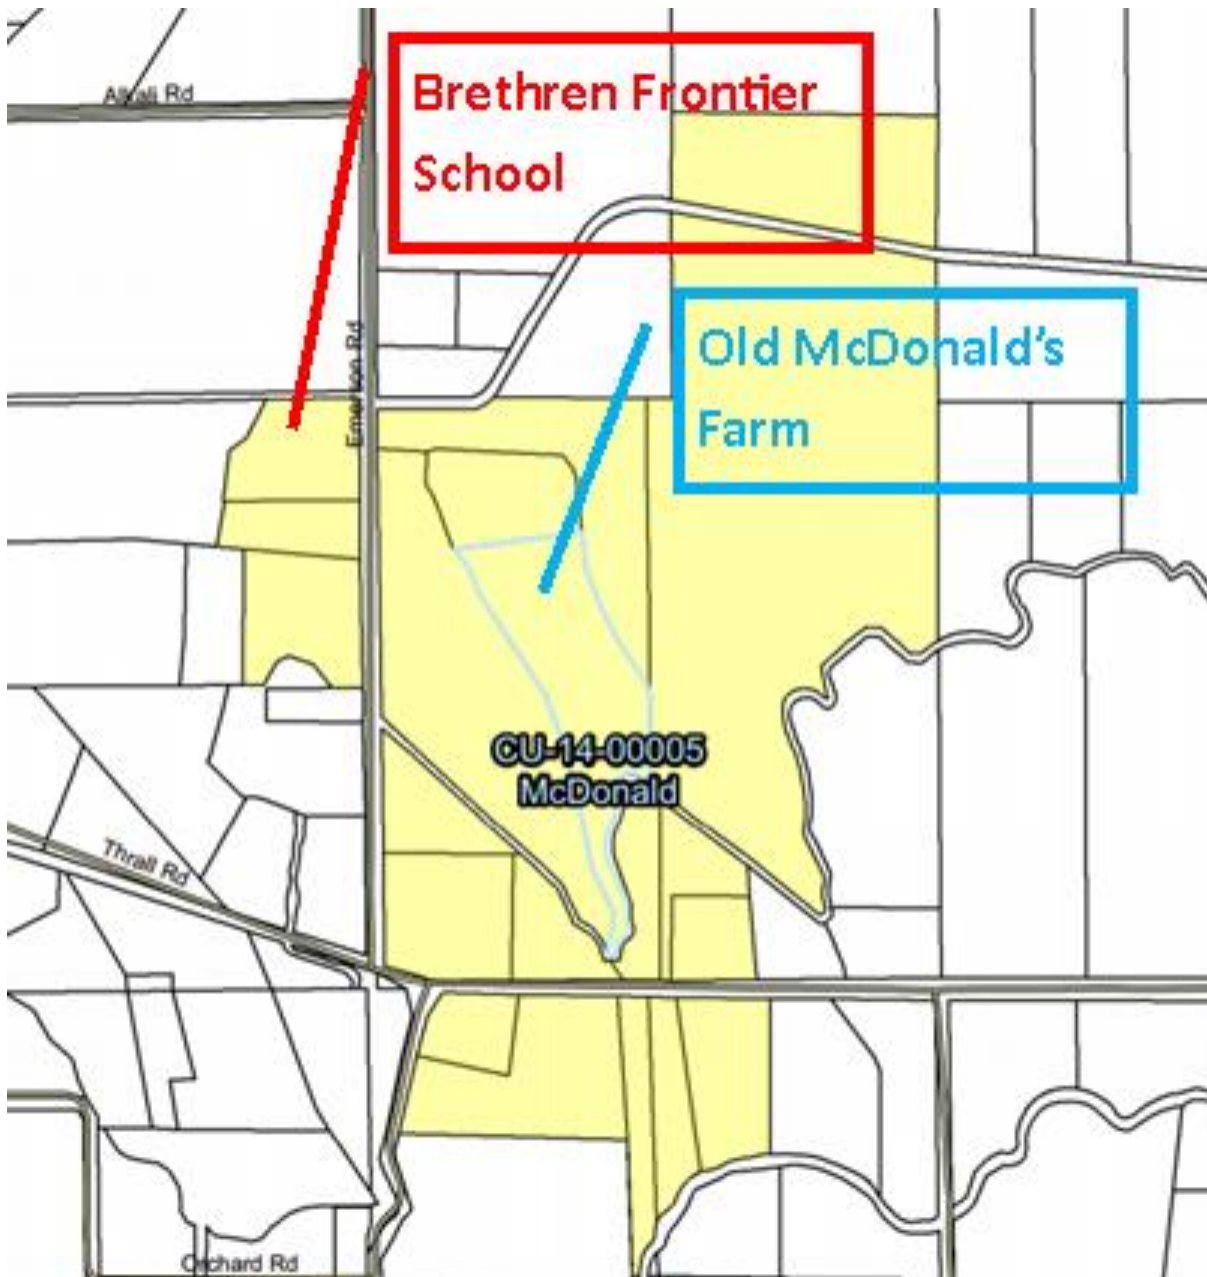 Alkali Rd
Brethren Frontier
School
Emerson Rd
Old McDonald's
Farm
CU-14-00005
McDonald
Thrall Rd
Orchard Rd